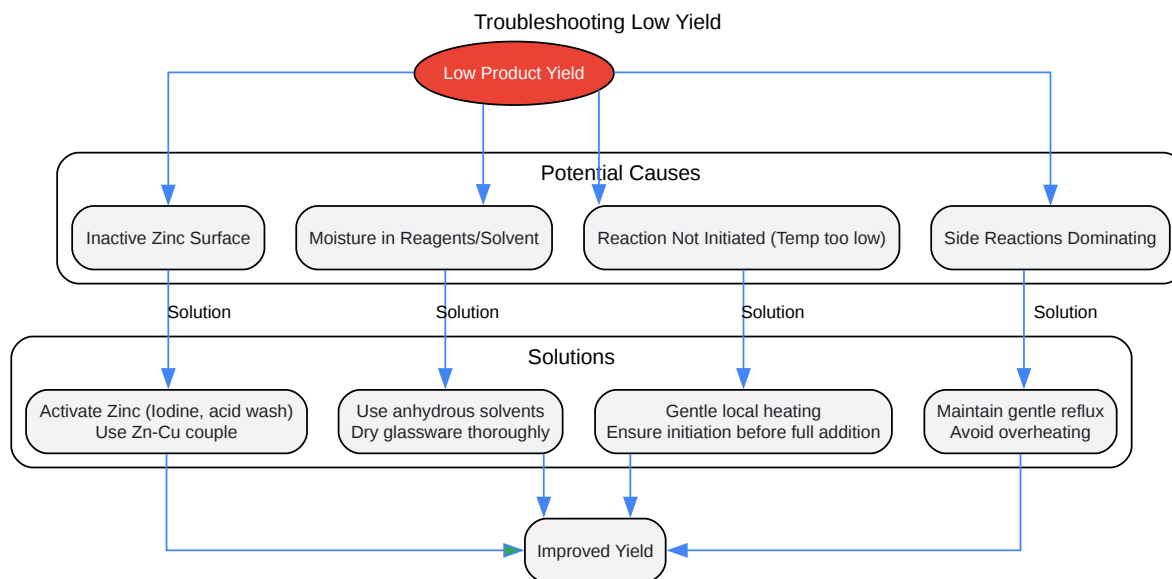 Troubleshooting Low Yield
Low Product Yield
Potential Causes
Inactive Zinc Surface
Moisture in Reagents/Solvent
Reaction Not Initiated (Temp too low)
Side Reactions Dominating
Solution
Solution
Solution
Solution
Solutions
Activate Zinc (Iodine, acid wash)
Use Zn-Cu couple
Use anhydrous solvents
Dry glassware thoroughly
Gentle local heating
Ensure initiation before full addition
Maintain gentle reflux
Avoid overheating
Improved Yield